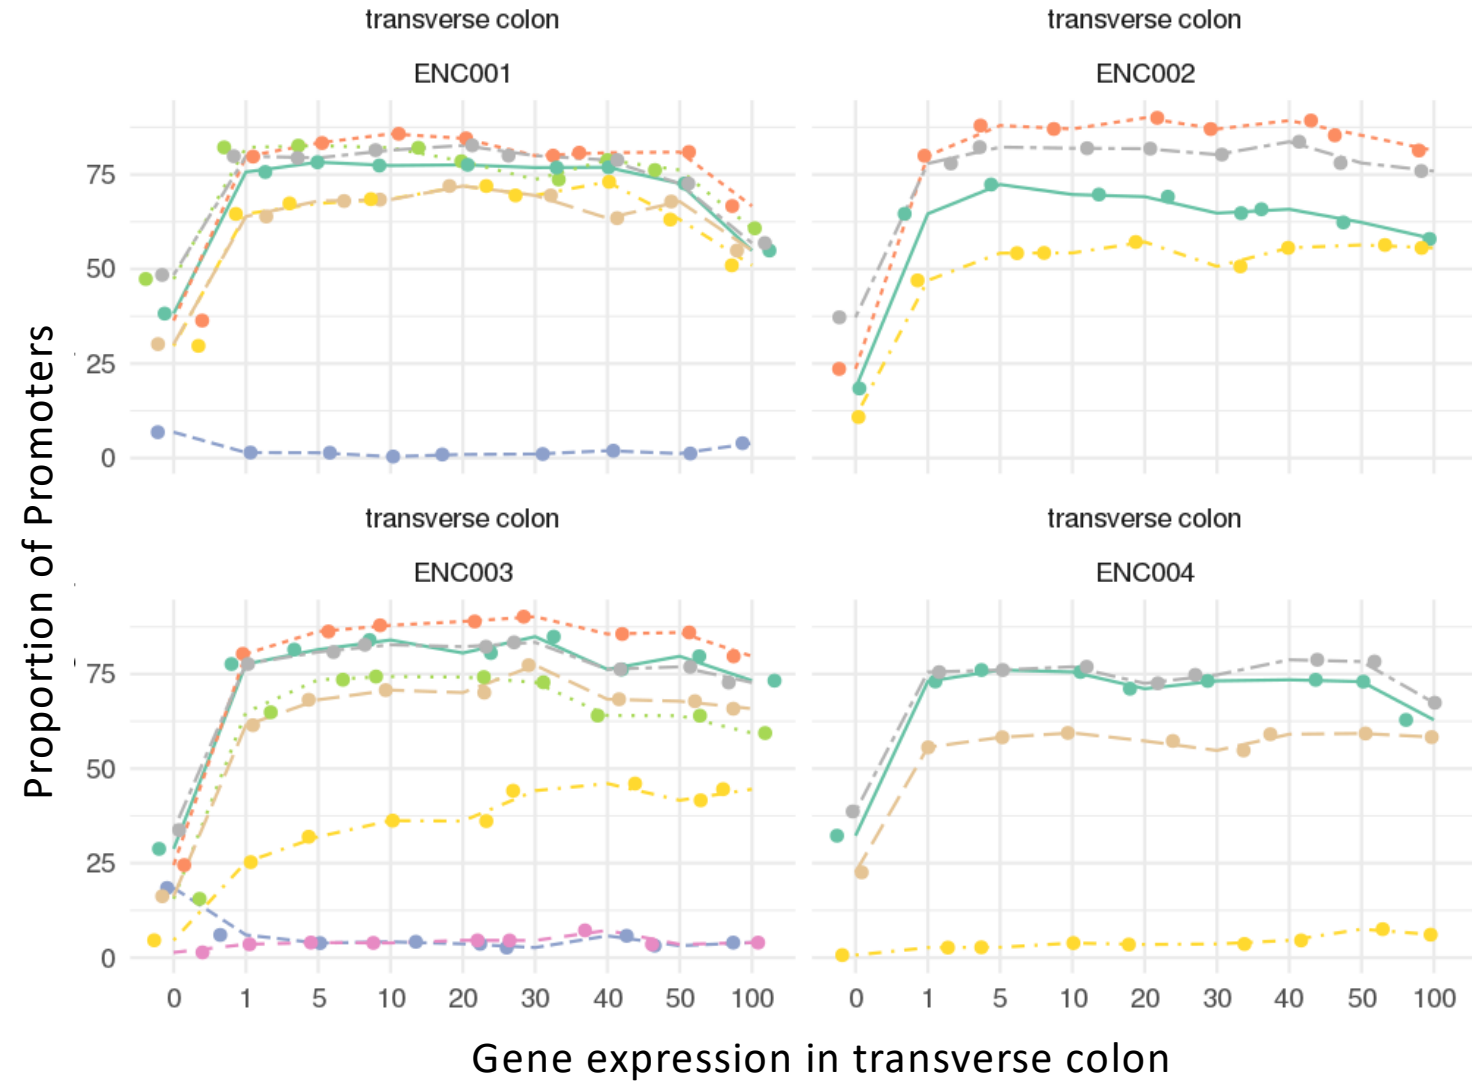 transverse colon
ENC001
transverse colon
ENC002
75
50
25
0
transverse colon
ENC003
transverse colon
ENC004
75
50
25
0
0 1 5 10 20 30 40 50 100
0 1 5 10 20 30 40 50 100
Proportion of Promoters
Gene expression in transverse colon